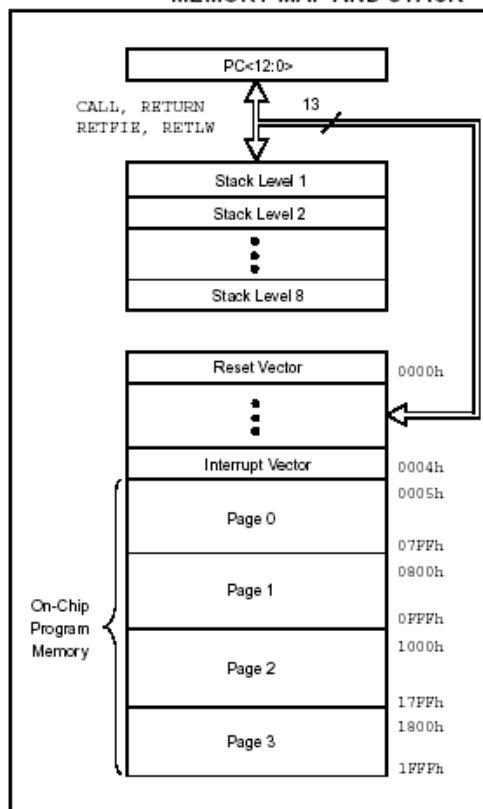 MEMORY MAP AND STACK
PC<12:0>
CALL, RETURN
RETFIE, RETLW
13
Stack Level 1
Stack Level 2
Stack Level 8
Reset Vector
0000h
Interrupt Vector
0004h
0005h
Page 0
07FFh
0800h
Page 1
0FFFh
On-Chip
Program
Memory
1000h
Page 2
17FFh
1800h
Page 3
1FFFh